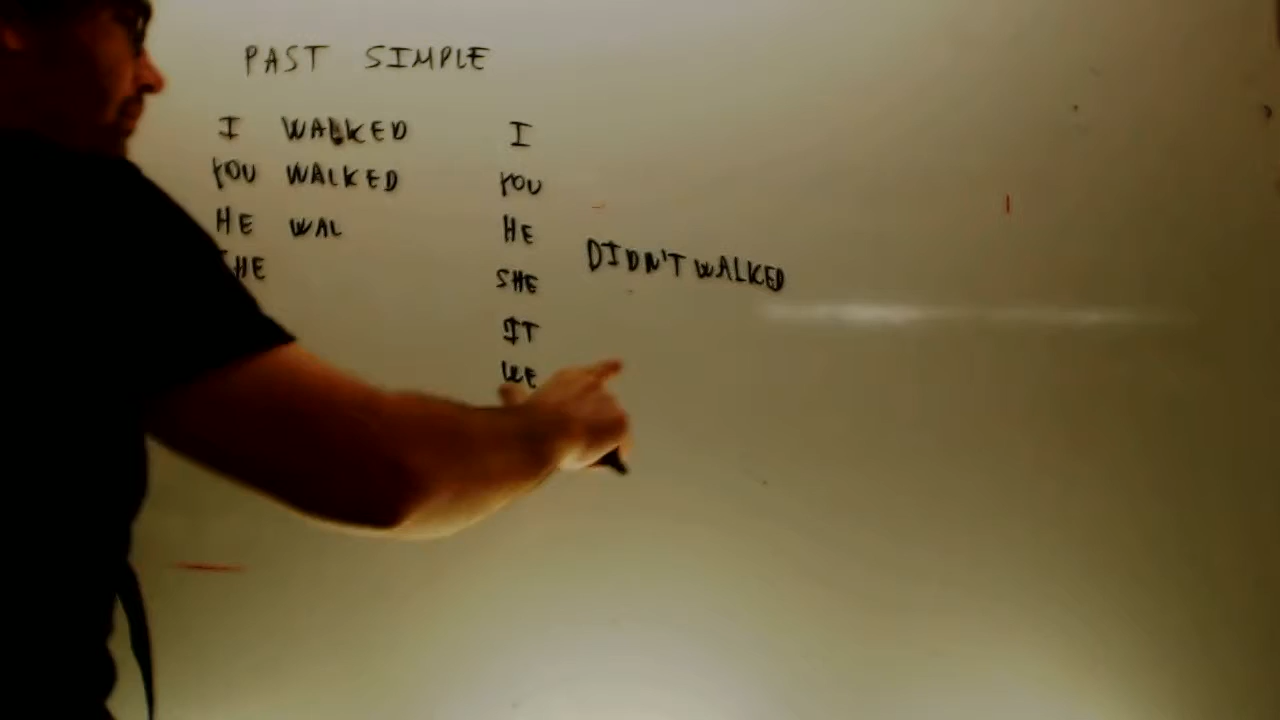 PAST SIMPLE
I WALKED
YOU WALKED
HE WAL
SHE
I
YOU
HE
SHE
IT
WE
DIDN'T WALKED